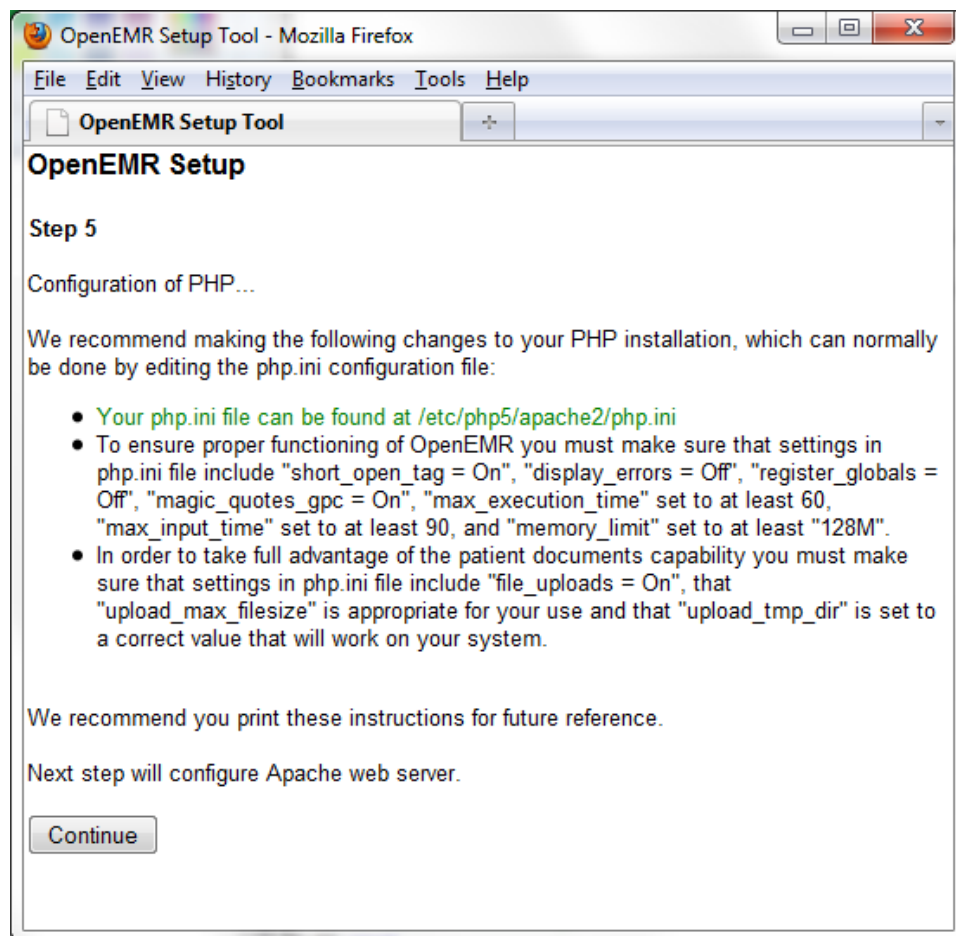 OpenEMR Setup Tool - Mozilla Firefox
File Edit View History Bookmarks Tools Help
OpenEMR Setup Tool
OpenEMR Setup
Step 5
Configuration of PHP...
We recommend making the following changes to your PHP installation, which can normally
be done by editing the php.ini configuration file:
• Your php.ini file can be found at /etc/php5/apache2/php.ini
• To ensure proper functioning of OpenEMR you must make sure that settings in
php.ini file include "short_open_tag = On", "display_errors = Off", "register_globals =
Off", "magic_quotes_gpc = On", "max_execution_time" set to at least 60,
"max_input_time" set to at least 90, and "memory_limit" set to at least "128M".
• In order to take full advantage of the patient documents capability you must make
sure that settings in php.ini file include "file_uploads = On", that
"upload_max_filesize" is appropriate for your use and that "upload_tmp_dir" is set to
a correct value that will work on your system.
We recommend you print these instructions for future reference.
Next step will configure Apache web server.
Continue